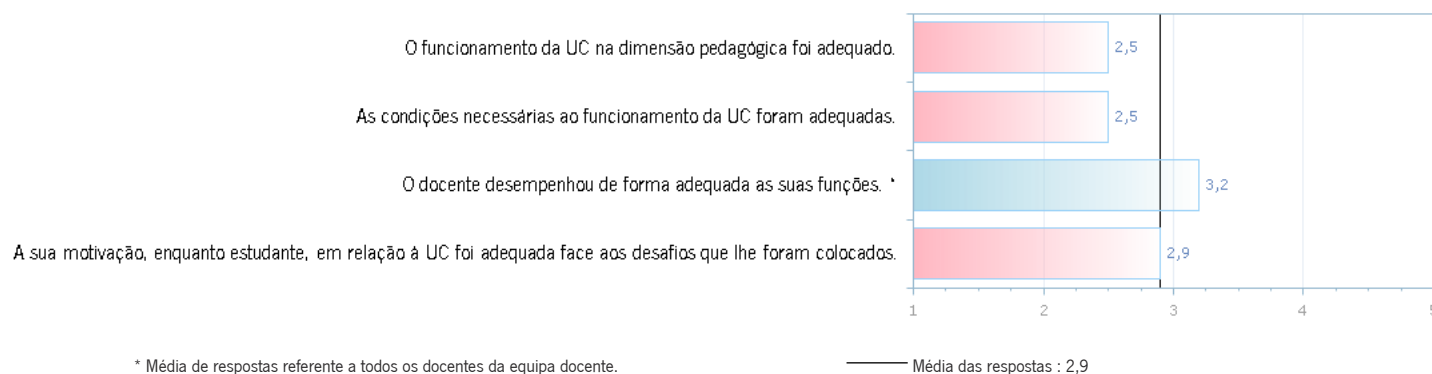 O funcionamento da UC na dimensão pedagógica foi adequado.
2,5
As condições necessárias ao funcionamento da UC foram adequadas.
2,5
O docente desempenhou de forma adequada as suas funções. *
3,2
A sua motivação, enquanto estudante, em relação à UC foi adequada face aos desafios que lhe foram colocados.
2,9
1 2 3 4 5
* Média de respostas referente a todos os docentes da equipa docente.
Média das respostas : 2,9